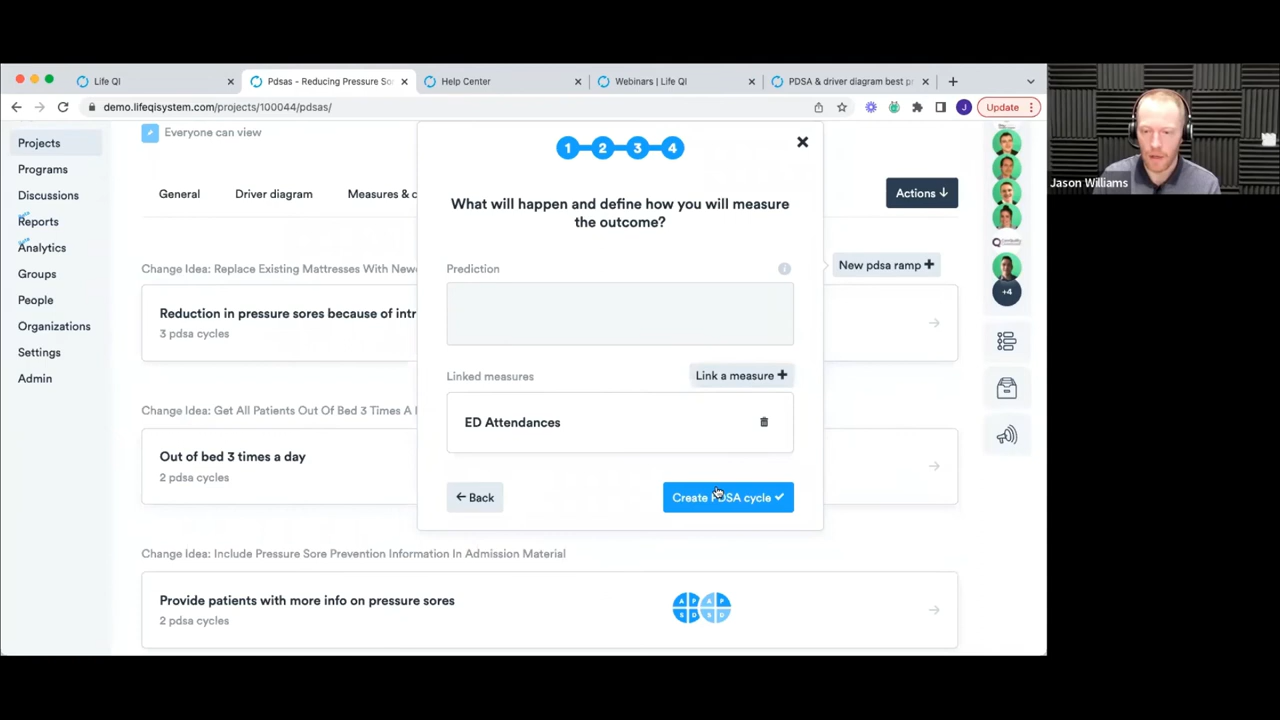 Life QI
Pdsas - Reducing Pressure So
Help Center
Webinars | Life QI
PDSA & driver diagram best pr
demo.lifeqisystem.com/projects/100044/pdsas/
J
Update
Jason Williams
Projects
Programs
Discussions
Reports
Analytics
Groups
People
Organizations
Settings
Admin
Everyone can view
General
Driver diagram
Measures & c
Actions ↓
New pdsa ramp +
+4
Change Idea: Replace Existing Mattresses With Newe
Reduction in pressure sores because of intr
3 pdsa cycles
Change Idea: Get All Patients Out Of Bed 3 Times A
Out of bed 3 times a day
2 pdsa cycles
Change Idea: Include Pressure Sore Prevention Information In Admission Material
Provide patients with more info on pressure sores
2 pdsa cycles
A P A P
S D S D
1 2 3 4
What will happen and define how you will measure
the outcome?
Prediction
Linked measures
Link a measure +
ED Attendances
← Back
Create PDSA cycle ✓